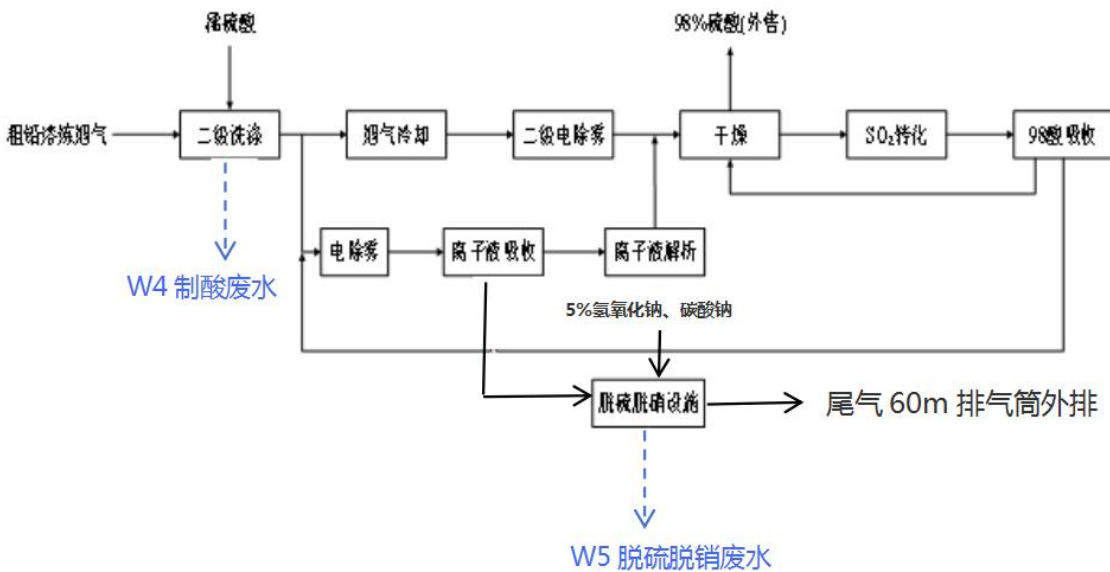 稀硫酸
98%硫酸(外售)
粗铅熔炼烟气
二级洗涤
烟气冷却
二级电除雾
干燥
SO₂转化
98酸吸收
电除雾
离子液吸收
离子液解析
W4 制酸废水
5%氢氧化钠、碳酸钠
脱硫脱硝设施
尾气 60m 排气筒外排
W5 脱硫脱销废水